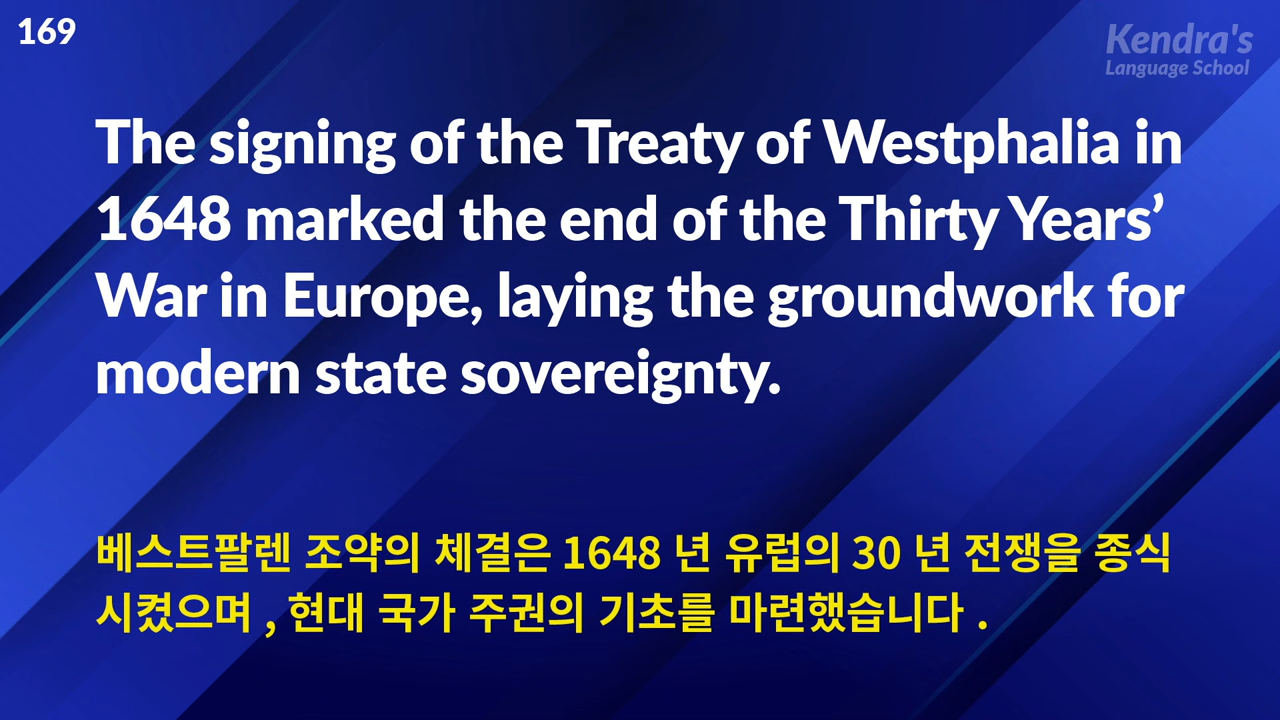 169
Kendra's
Language School
The signing of the Treaty of Westphalia in
1648 marked the end of the Thirty Years’
War in Europe, laying the groundwork for
modern state sovereignty.
베스트팔렌 조약의 체결은 1648 년 유럽의 30 년 전쟁을 종식
시켰으며 , 현대 국가 주권의 기초를 마련했습니다 .